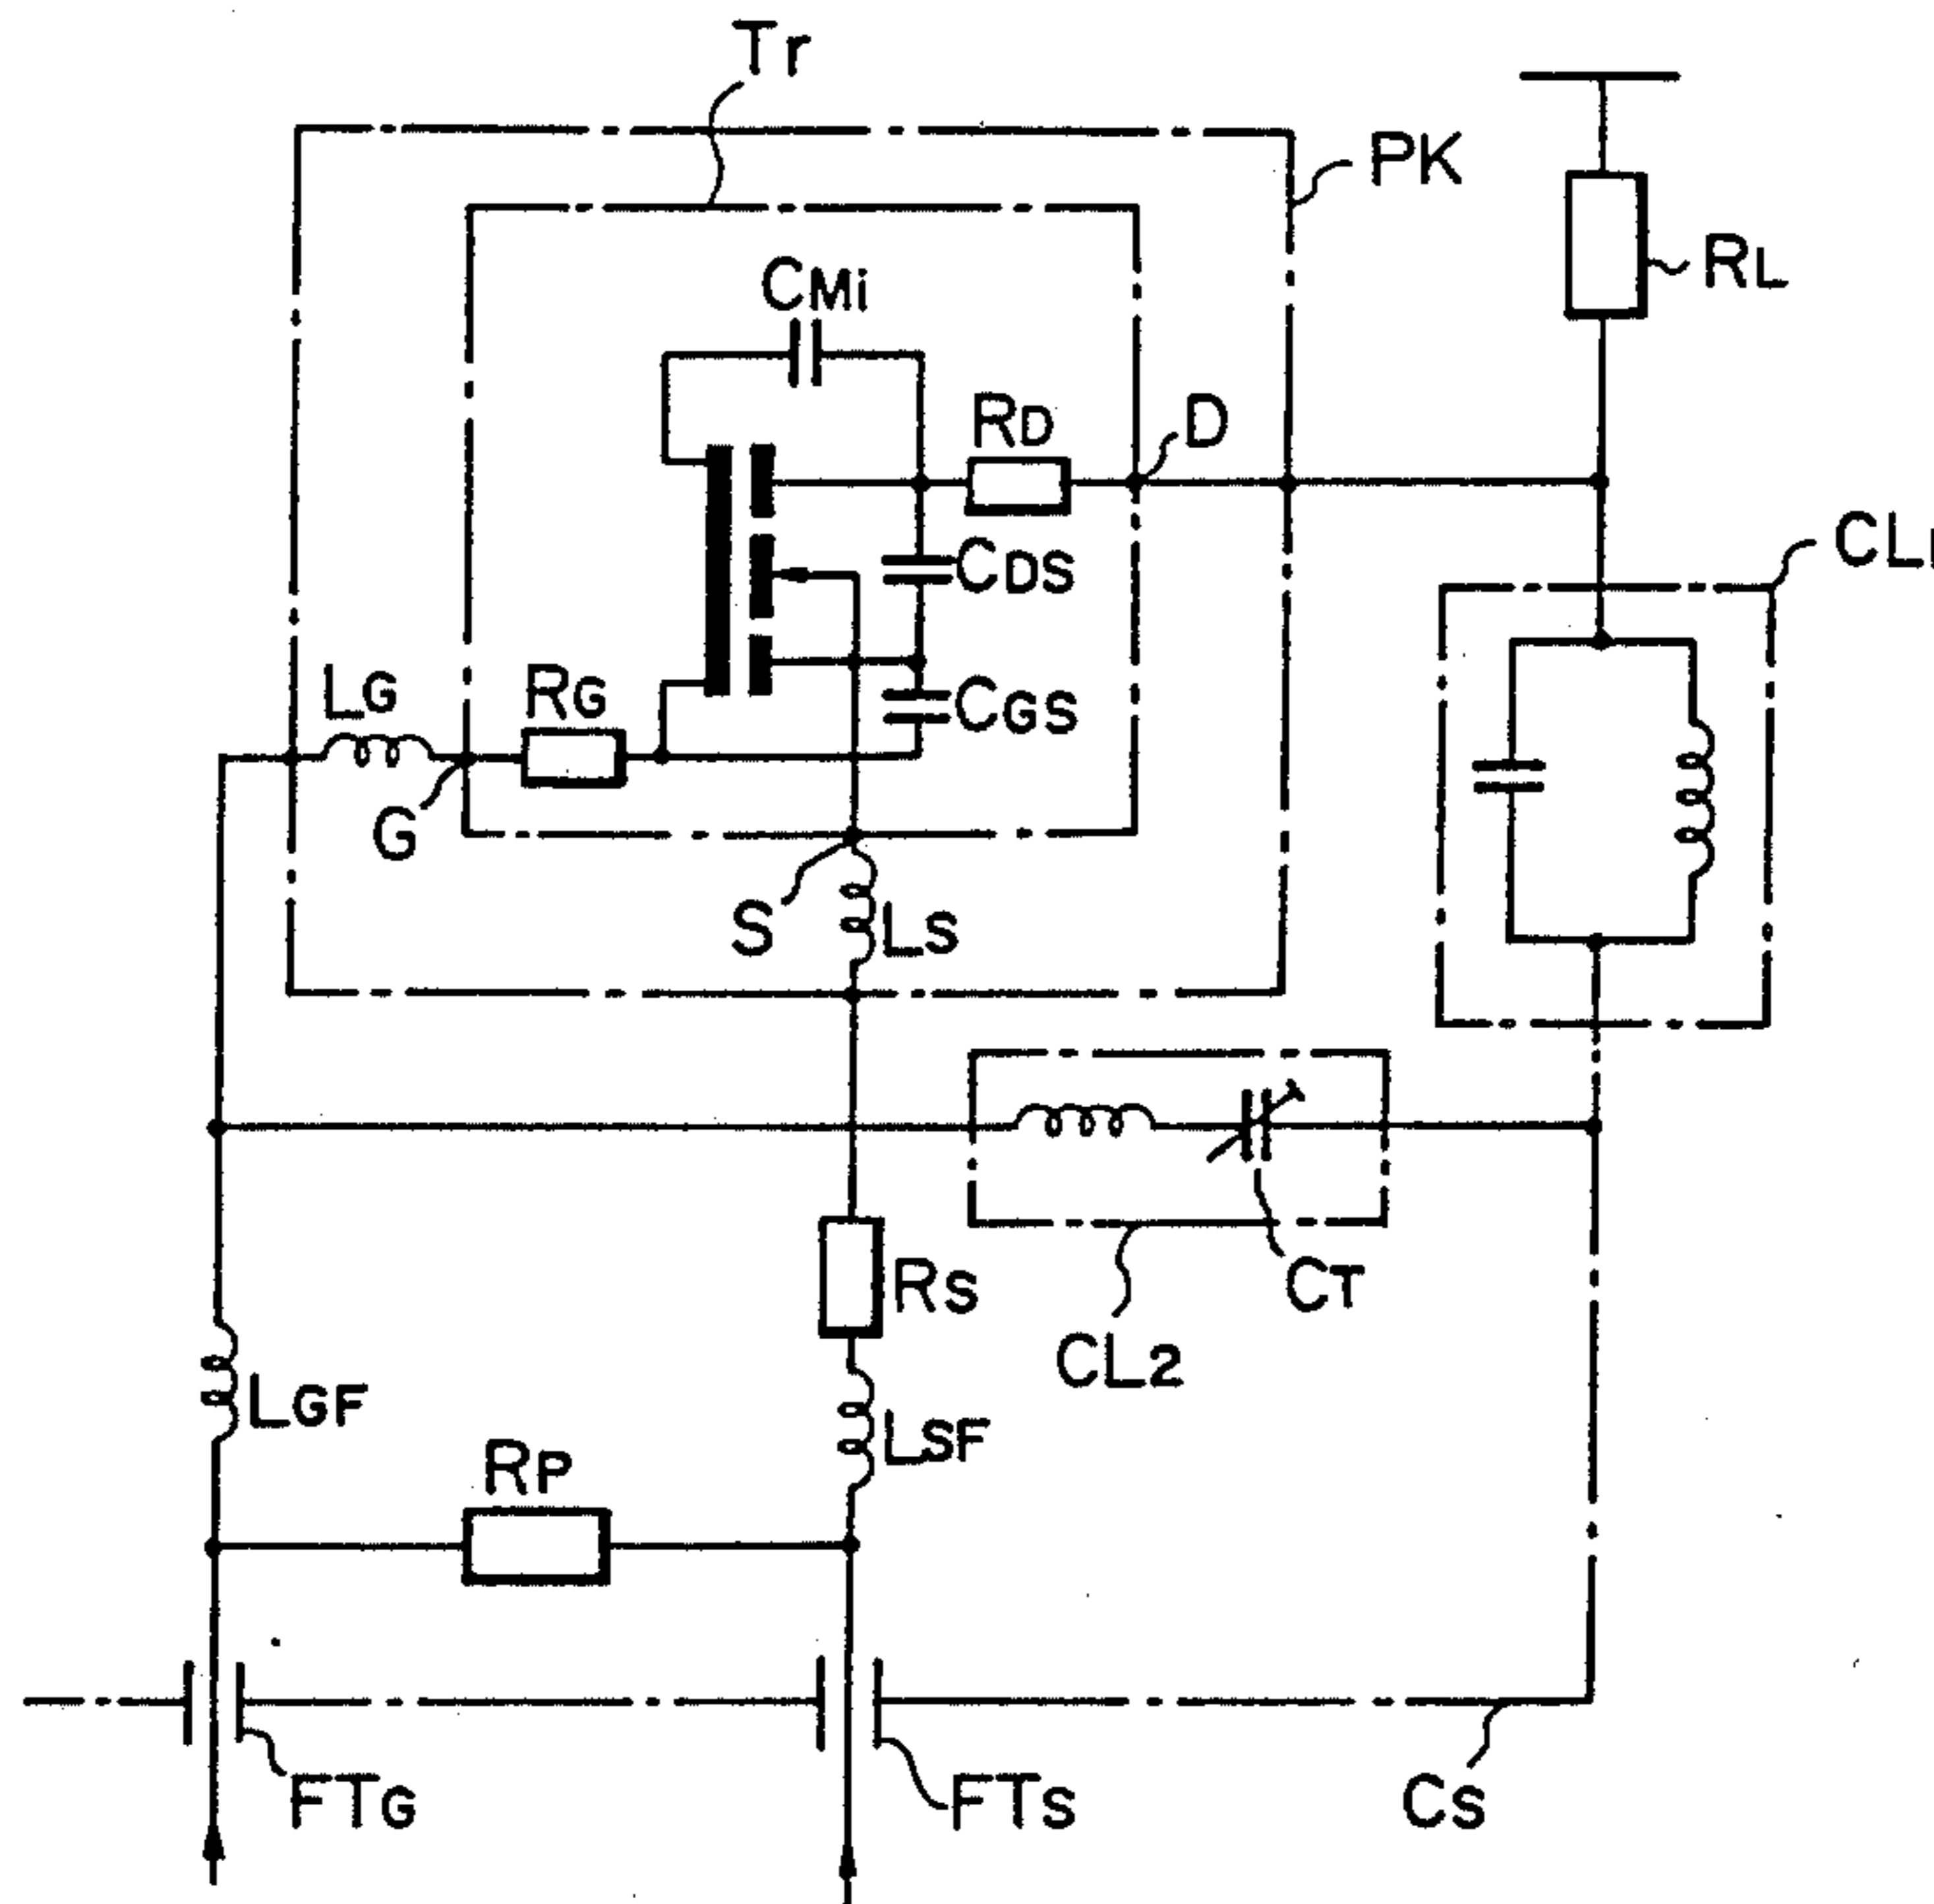 Tr
PK
RL
CMi
RD
D
CDS
LG
RG
CGS
G
S
LS
RS
CT
CL2
LGF
LSF
RP
FTG
FTS
CS